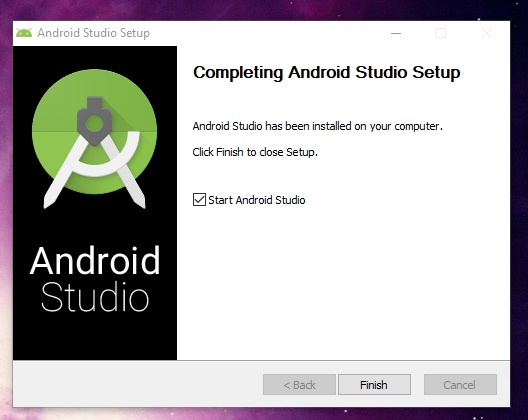 Android Studio Setup
Completing Android Studio Setup
Android Studio has been installed on your computer.
Click Finish to close Setup.
Start Android Studio
Android
Studio
< Back
Finish
Cancel